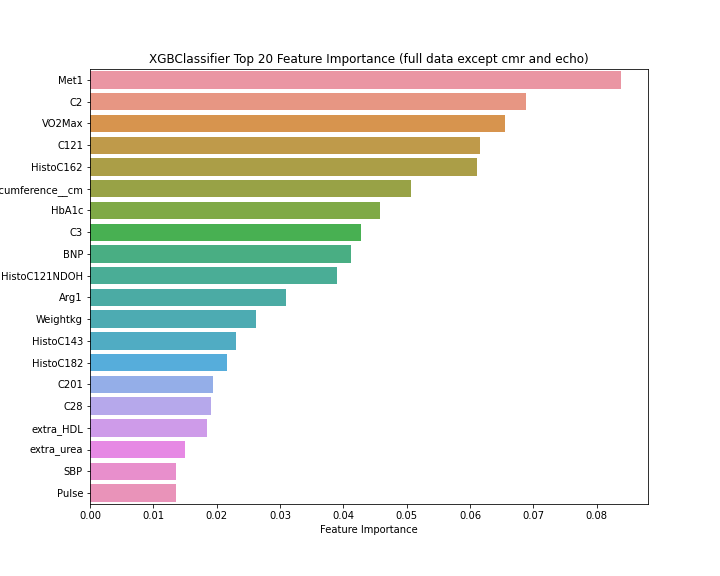 XGBClassifier Top 20 Feature Importance (full data except cmr and echo)
Met1
C2
VO2Max
C121
HistoC162
cumference__cm
HbA1c
C3
BNP
HistoC121NDOH
Arg1
Weightkg
HistoC143
HistoC182
C201
C28
extra_HDL
extra_urea
SBP
Pulse
0.00 0.01 0.02 0.03 0.04 0.05 0.06 0.07 0.08
Feature Importance